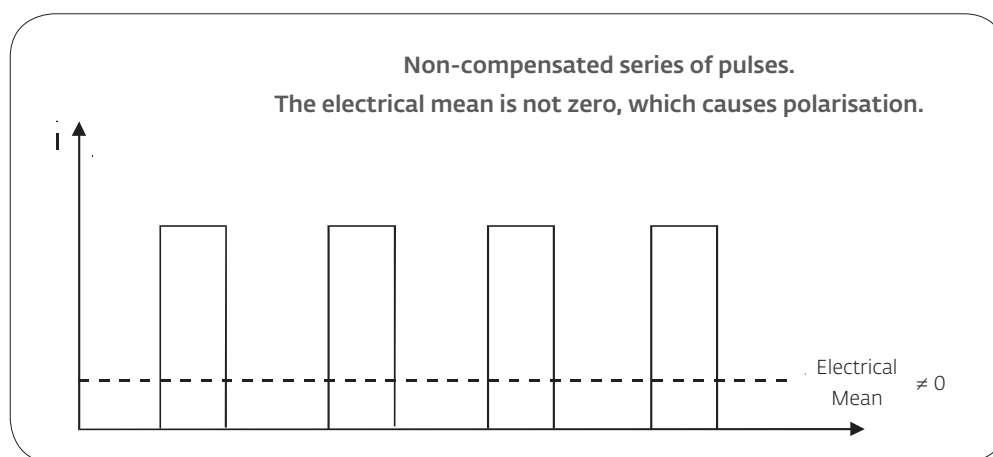 Non-compensated series of pulses.
The electrical mean is not zero, which causes polarisation.
i
Electrical
Mean ≠ 0